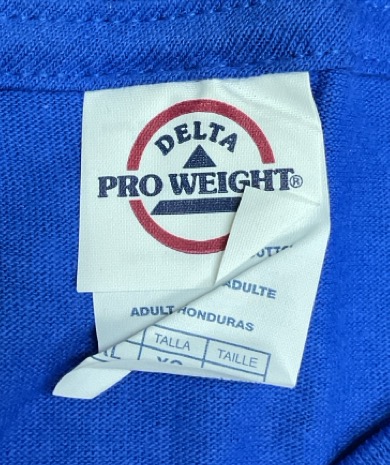 DELTA
PRO WEIGHT®
ADULTE
ADULT HONDURAS
TALLA TAILLE